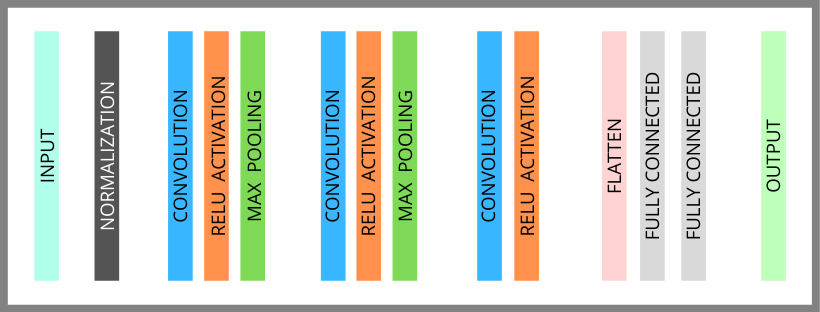 INPUT
NORMALIZATION
CONVOLUTION
RELU ACTIVATION
MAX POOLING
CONVOLUTION
RELU ACTIVATION
MAX POOLING
CONVOLUTION
RELU ACTIVATION
FLATTEN
FULLY CONNECTED
FULLY CONNECTED
OUTPUT